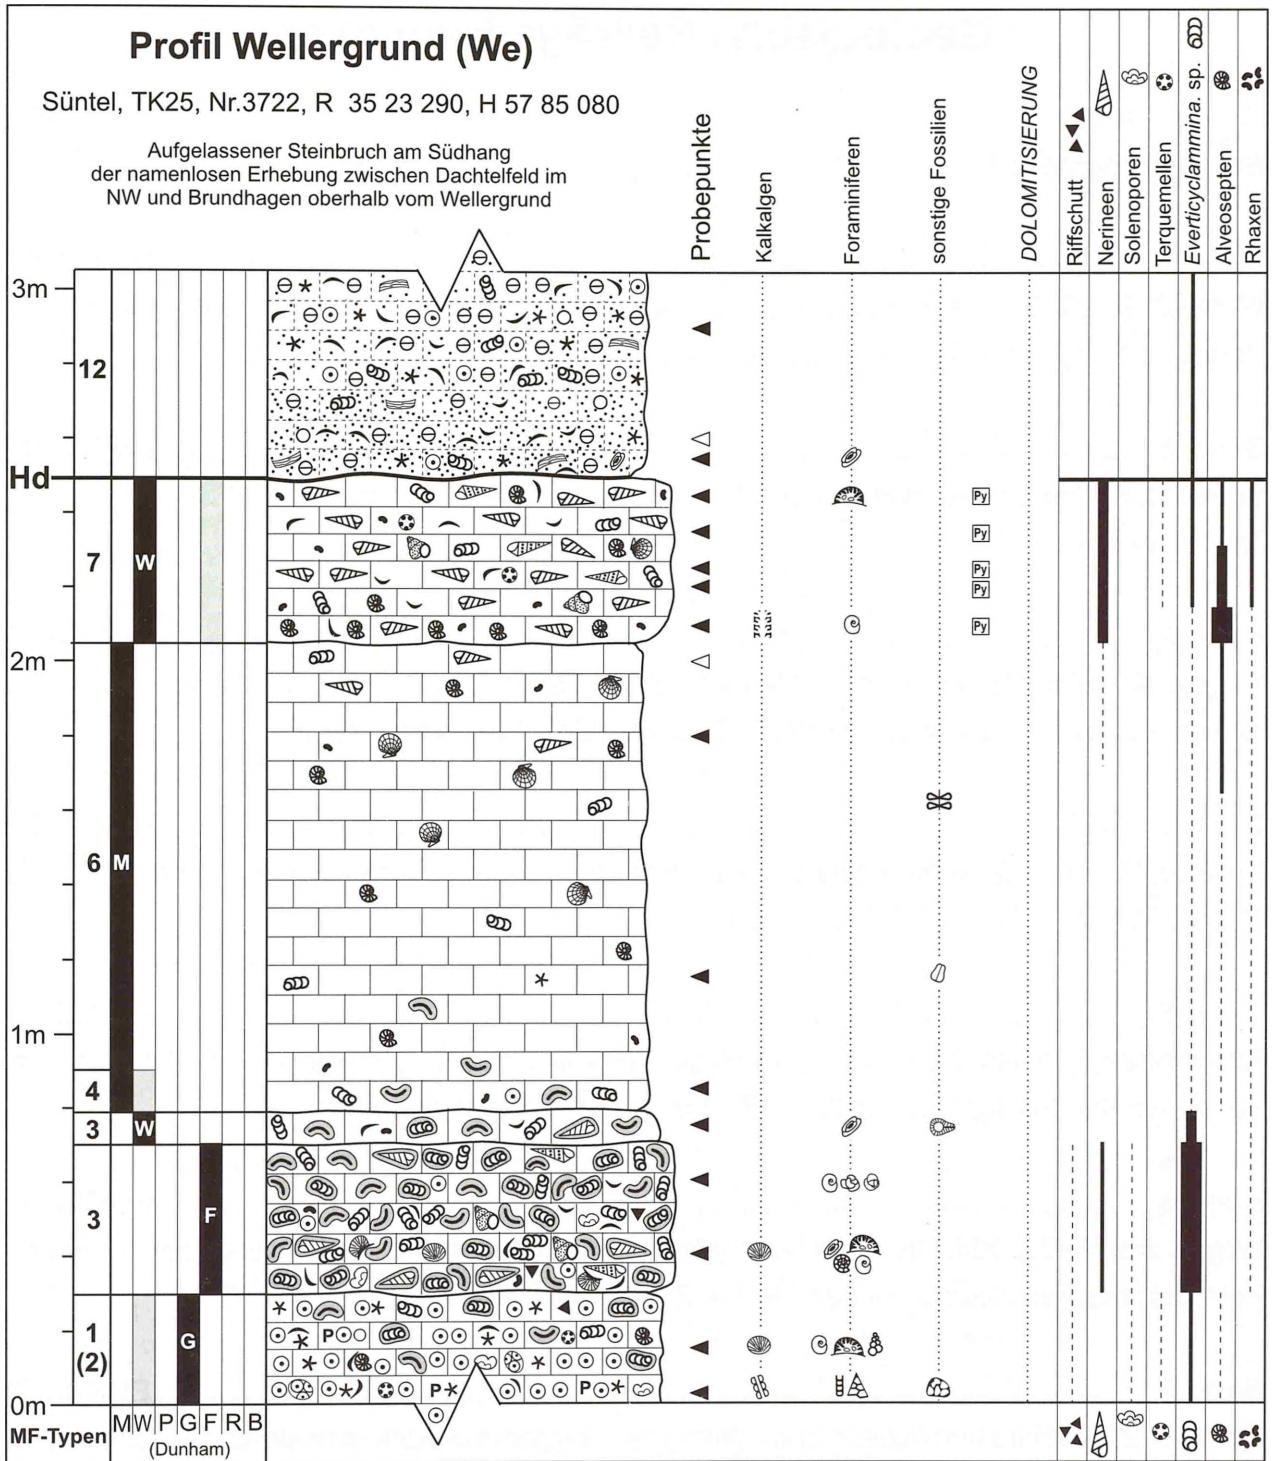 Profil Wellergrund (We)
Süntel, TK25, Nr.3722, R 35 23 290, H 57 85 080
Aufgelassener Steinbruch am Südhang
der namenlosen Erhebung zwischen Dachtelfeld im
NW und Brundhagen oberhalb vom Wellergrund
Probepunkte
Kalkalgen
Foraminiferen
sonstige Fossilien
DOLOMITISIERUNG
Riffschutt
Nerineen
Solenoporen
Terquemellen
Everticyclammina. sp.
Alveosepten
Rhaxen
3m
12
Hd
7
W
Py
Py
Py
Py
Py
2m
6
M
1m
4
3
W
3
F
1
(2)
G
P
P
P
0m
MF-Typen
M W P G F R B
(Dunham)